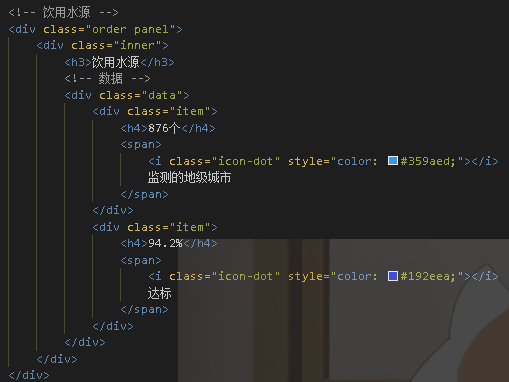 <!-- 饮用水源 -->
<div class="order panel">
<div class="inner">
<h3>饮用水源</h3>
<!-- 数据 -->
<div class="data">
<div class="item">
<h4>876个</h4>
<span>
<i class="icon-dot" style="color: #359aed;"></i>
监测的地级城市
</span>
</div>
<div class="item">
<h4>94.2%</h4>
<span>
<i class="icon-dot" style="color: #192eea;"></i>
达标
</span>
</div>
</div>
</div>
</div>